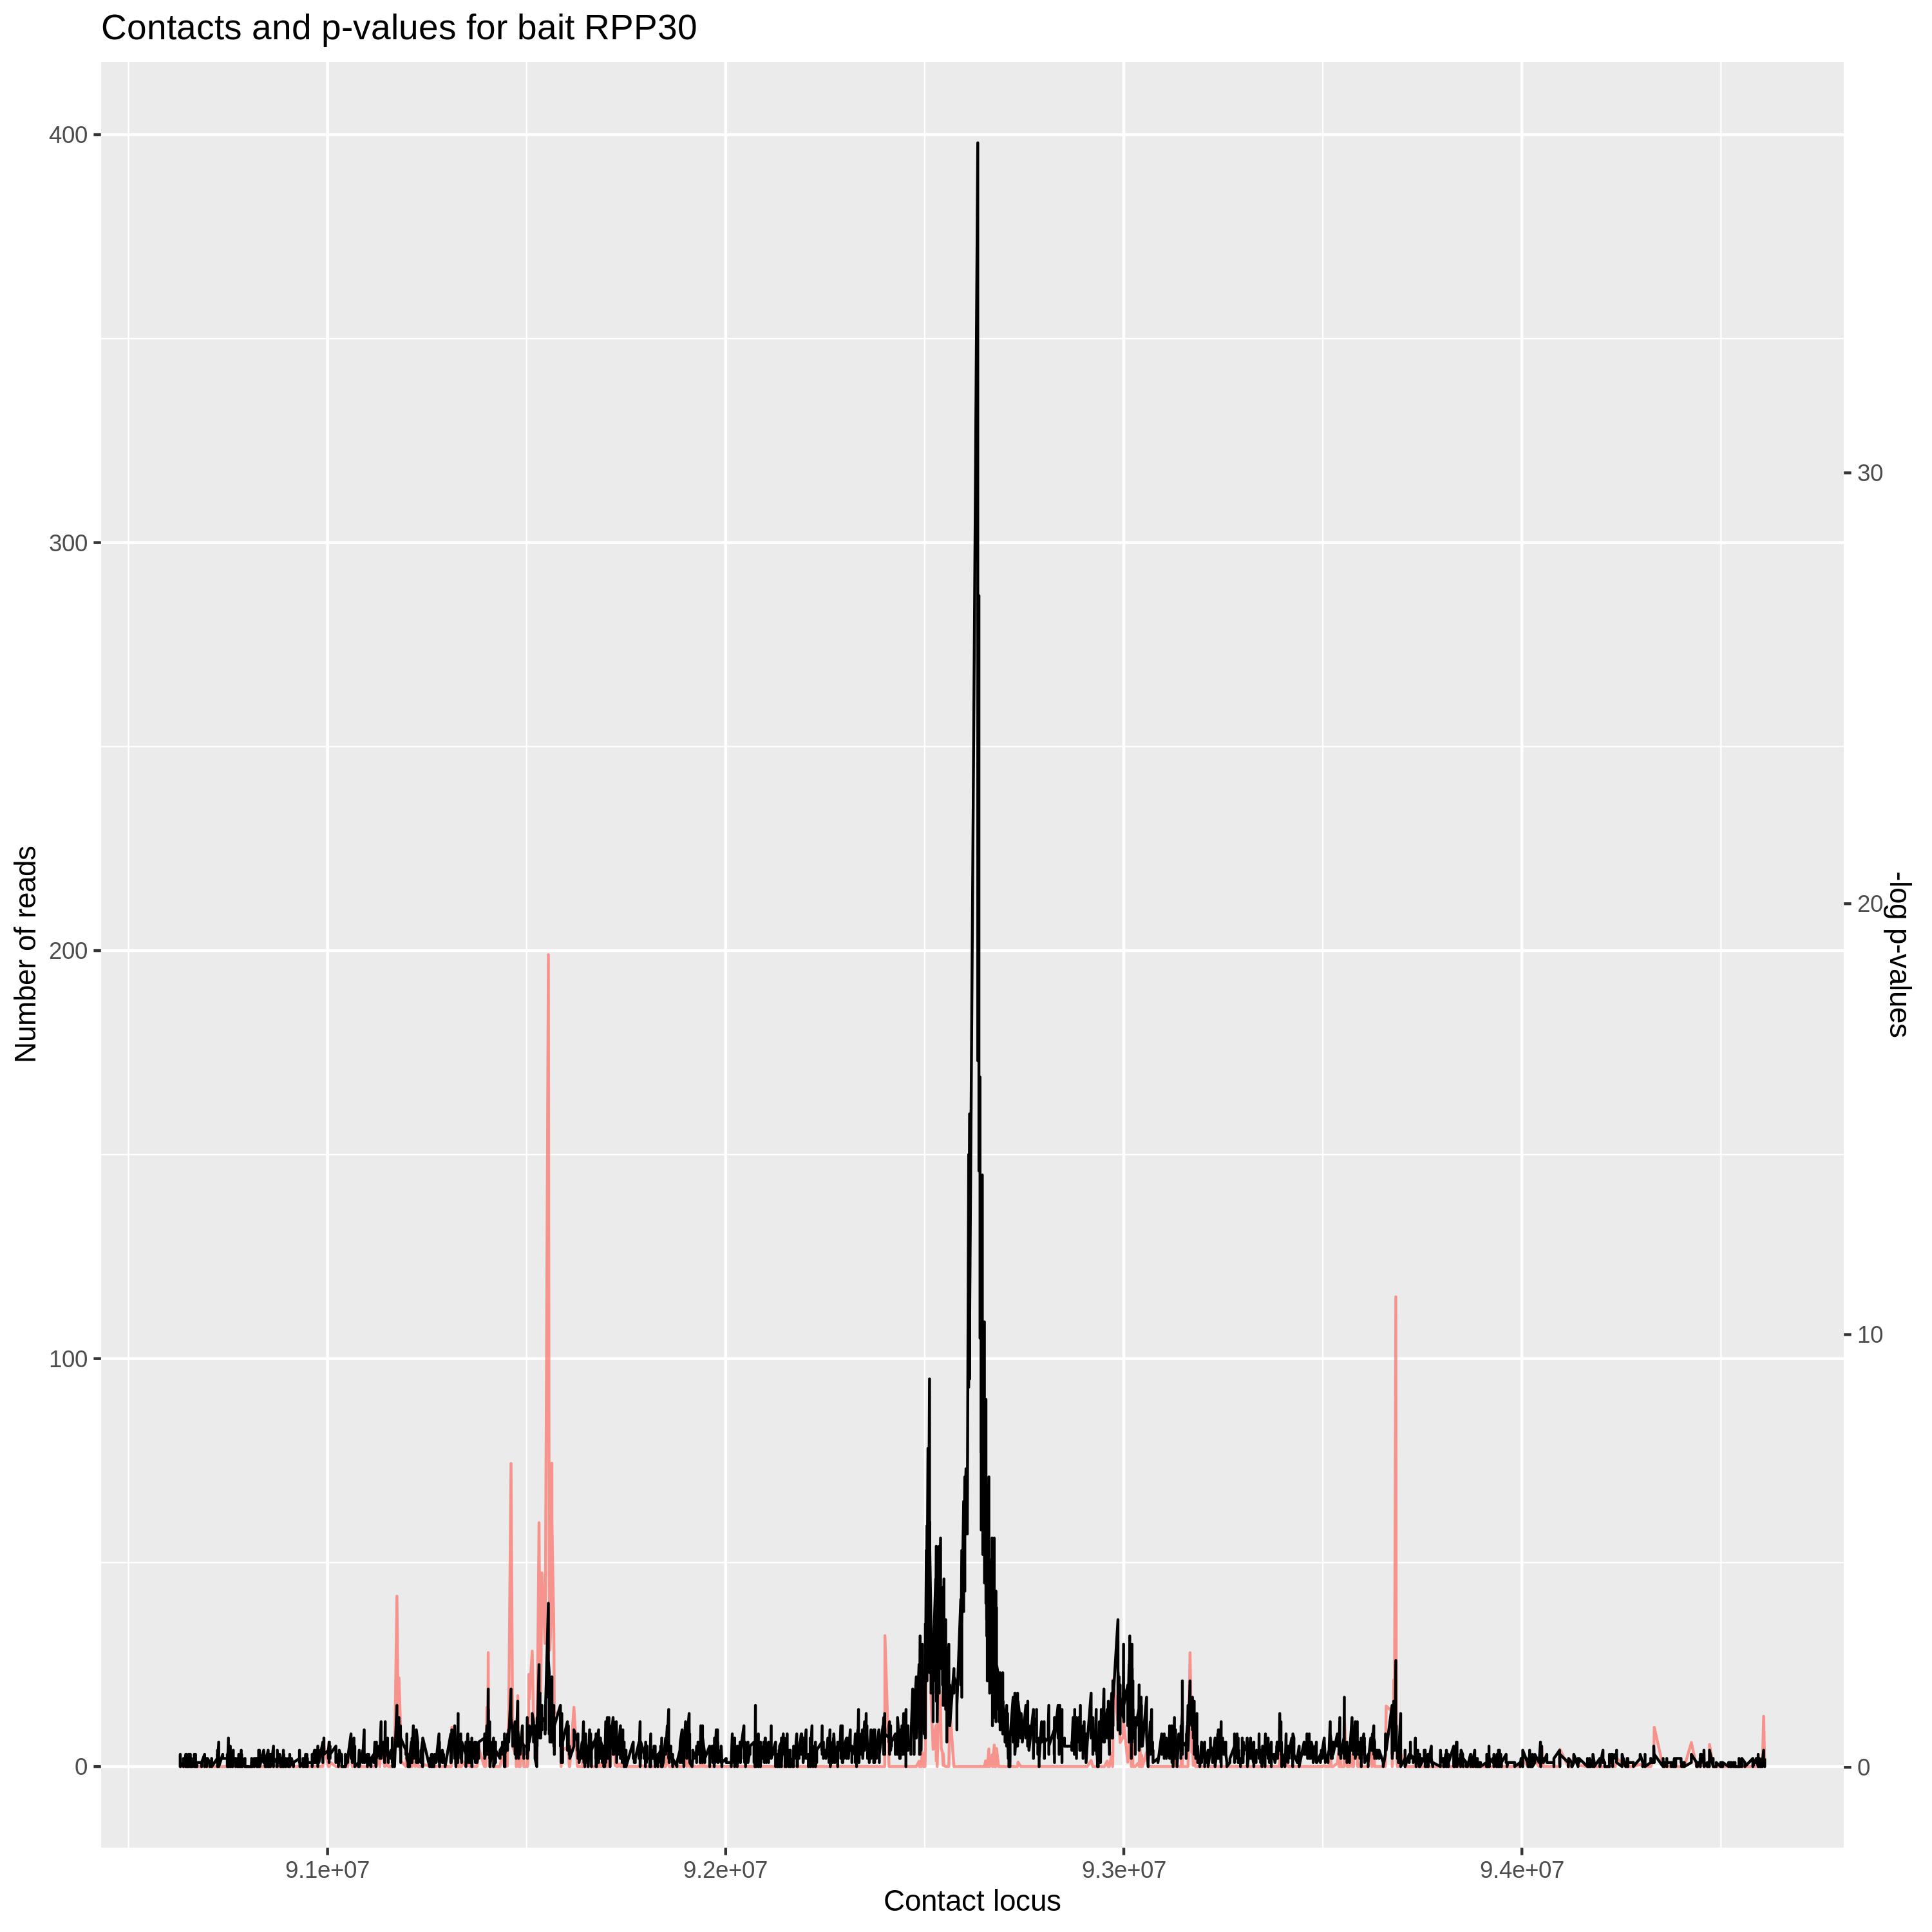 Contacts and p-values for bait RPP30
400
300
200
100
0
Number of reads
30
20
10
0
-log p-values
9.1e+07 9.2e+07 9.3e+07 9.4e+07
Contact locus